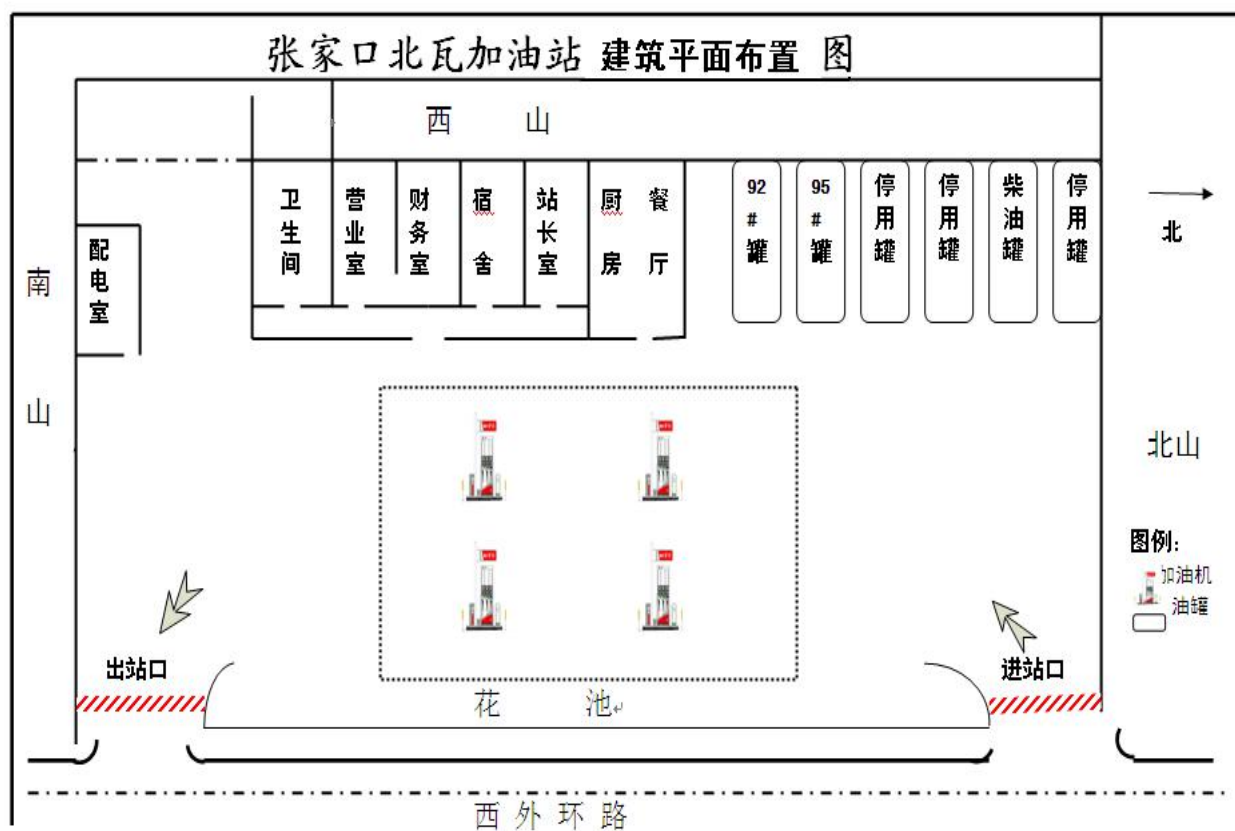 张家口北瓦加油站 建筑平面布置 图
西 山
卫生间
营业室
财务室
宿舍
站长室
厨房
餐厅
92#罐
95#罐
停用罐
停用罐
柴油罐
停用罐
北
配电室
南山
北山
图例:
加油机
油罐
出站口
进站口
花 池
西外环路